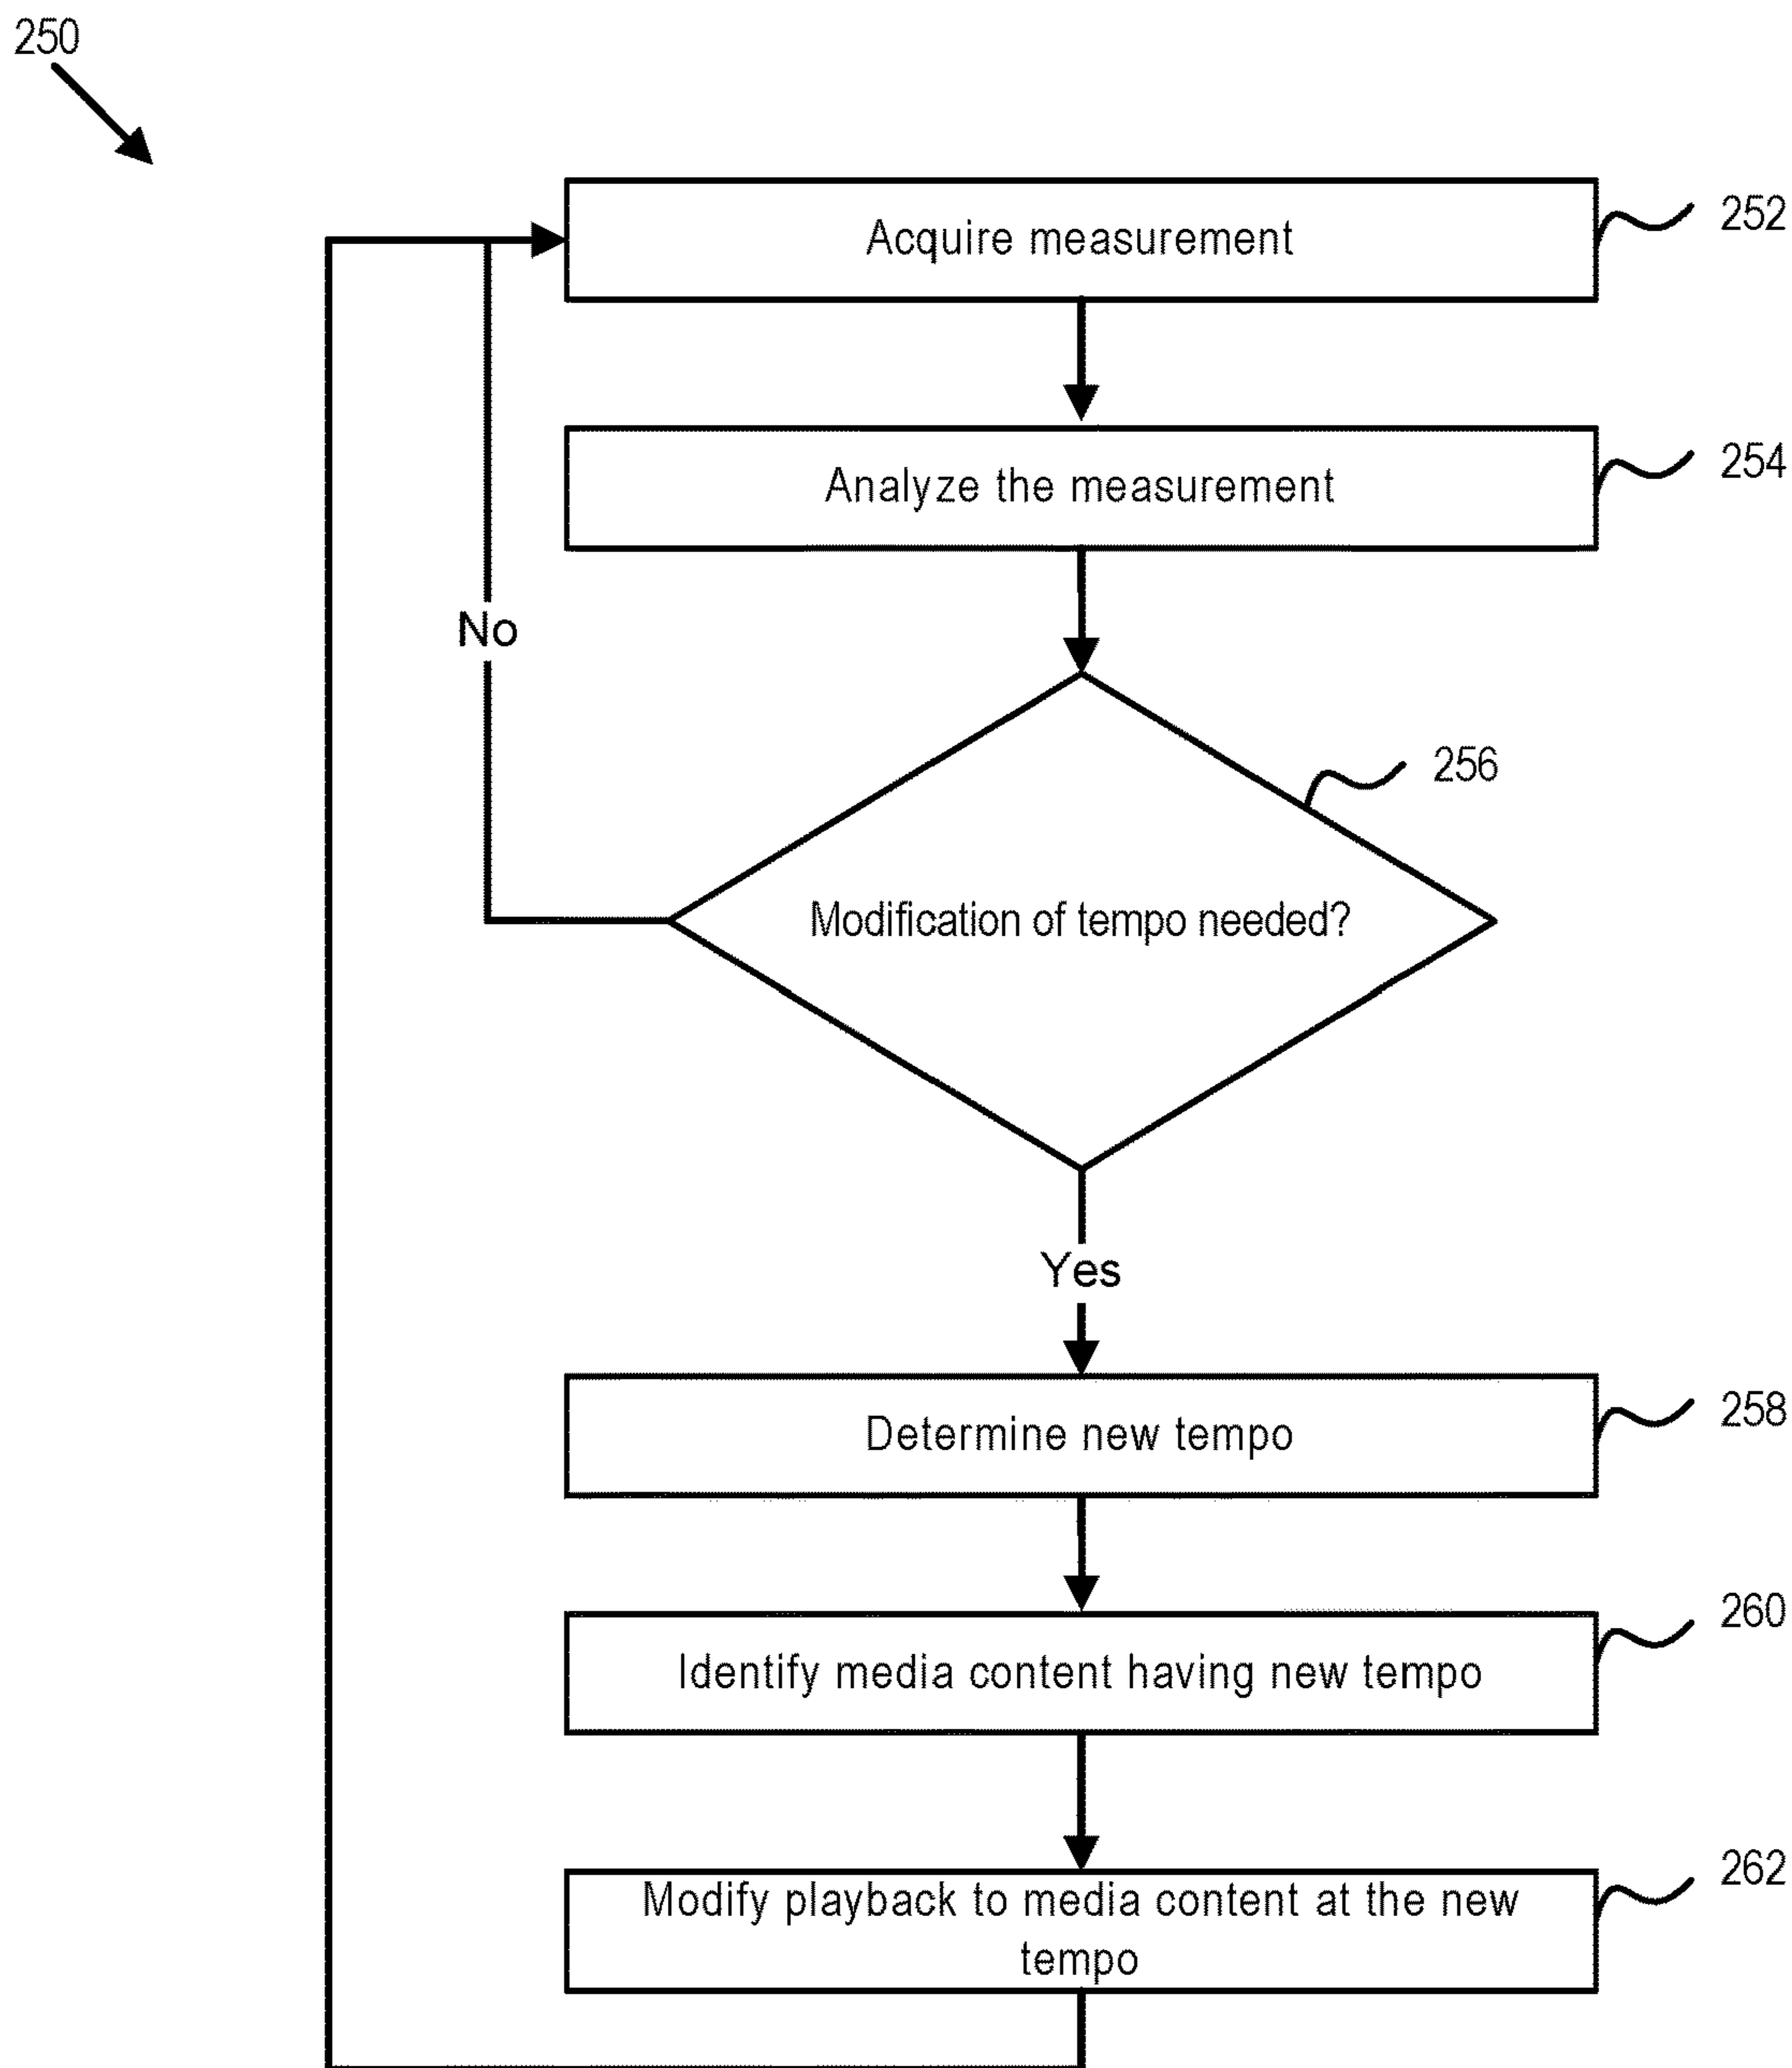 250
Acquire measurement
252
Analyze the measurement
254
No
256
Modification of tempo needed?
Yes
Determine new tempo
258
Identify media content having new tempo
260
Modify playback to media content at the new
tempo
262